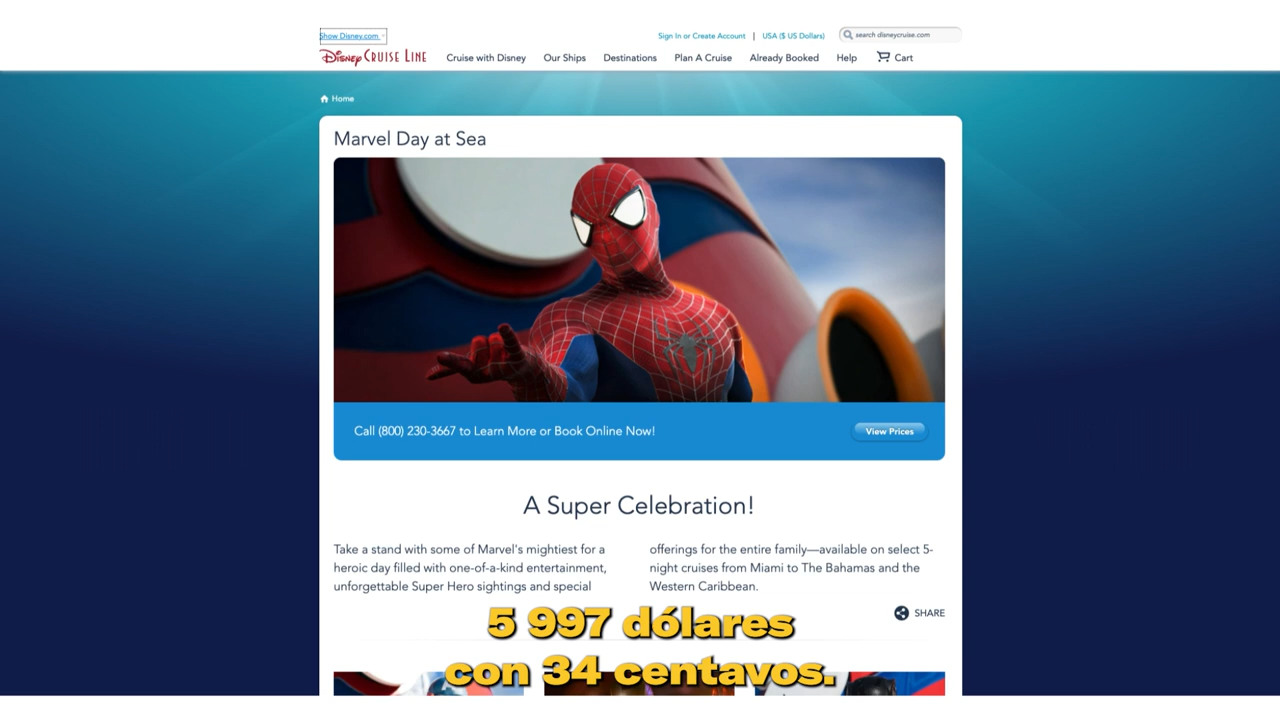 Show Disney.com
Sign In or Create Account | USA ($ US Dollars)
search disneycruise.com
Disney CRUISE LINE
Cruise with Disney
Our Ships
Destinations
Plan A Cruise
Already Booked
Help
Cart
Home
Marvel Day at Sea
Call (800) 230-3667 to Learn More or Book Online Now!
View Prices
A Super Celebration!
Take a stand with some of Marvel's mightiest for a
heroic day filled with one-of-a-kind entertainment,
unforgettable Super Hero sightings and special
offerings for the entire family—available on select 5-
night cruises from Miami to The Bahamas and the
Western Caribbean.
SHARE
5 997 dólares
con 34 centavos.